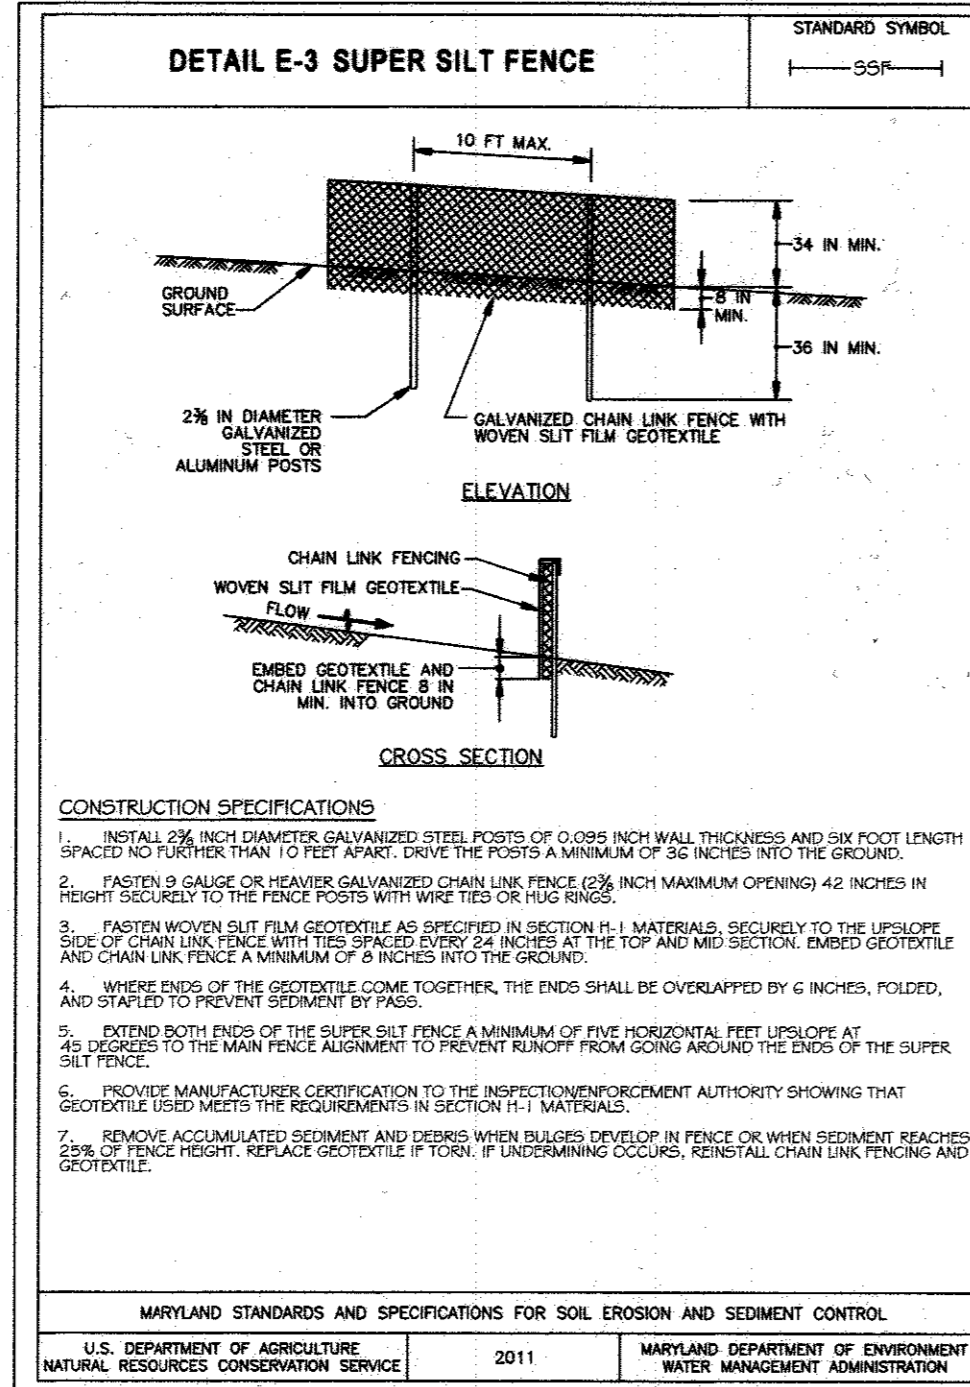 DETAIL E-3 SUPER SILT FENCE
STANDARD SYMBOL
SSF
10 FT MAX.
34 IN MIN.
GROUND
SURFACE
8 IN
MIN.
36 IN MIN.
2⅜ IN DIAMETER
GALVANIZED
STEEL OR
ALUMINUM POSTS
GALVANIZED CHAIN LINK FENCE WITH
WOVEN SLIT FILM GEOTEXTILE
ELEVATION
CHAIN LINK FENCING
WOVEN SLIT FILM GEOTEXTILE
FLOW
EMBED GEOTEXTILE AND
CHAIN LINK FENCE 8 IN
MIN. INTO GROUND
CROSS SECTION
CONSTRUCTION SPECIFICATIONS
1. INSTALL 2⅜ INCH DIAMETER GALVANIZED STEEL POSTS OF 0.095 INCH WALL THICKNESS AND SIX FOOT LENGTH
SPACED NO FURTHER THAN 10 FEET APART. DRIVE THE POSTS A MINIMUM OF 36 INCHES INTO THE GROUND.
2. FASTEN 9 GAUGE OR HEAVIER GALVANIZED CHAIN LINK FENCE (2⅜ INCH MAXIMUM OPENING) 42 INCHES IN
HEIGHT SECURELY TO THE FENCE POSTS WITH WIRE TIES OR HUG RINGS.
3. FASTEN WOVEN SLIT FILM GEOTEXTILE AS SPECIFIED IN SECTION H-1 MATERIALS, SECURELY TO THE UPSLOPE
SIDE OF CHAIN LINK FENCE WITH TIES SPACED EVERY 24 INCHES AT THE TOP AND MID SECTION. EMBED GEOTEXTILE
AND CHAIN LINK FENCE A MINIMUM OF 8 INCHES INTO THE GROUND.
4. WHERE ENDS OF THE GEOTEXTILE COME TOGETHER, THE ENDS SHALL BE OVERLAPPED BY 6 INCHES, FOLDED,
AND STAPLED TO PREVENT SEDIMENT BY PASS.
5. EXTEND BOTH ENDS OF THE SUPER SILT FENCE A MINIMUM OF FIVE HORIZONTAL FEET UPSLOPE AT
45 DEGREES TO THE MAIN FENCE ALIGNMENT TO PREVENT RUNOFF FROM GOING AROUND THE ENDS OF THE SUPER
SILT FENCE.
6. PROVIDE MANUFACTURER CERTIFICATION TO THE INSPECTION/ENFORCEMENT AUTHORITY SHOWING THAT
GEOTEXTILE USED MEETS THE REQUIREMENTS IN SECTION H-1 MATERIALS.
7. REMOVE ACCUMULATED SEDIMENT AND DEBRIS WHEN BULGES DEVELOP IN FENCE OR WHEN SEDIMENT REACHES
25% OF FENCE HEIGHT. REPLACE GEOTEXTILE IF TORN. IF UNDERMINING OCCURS, REINSTALL CHAIN LINK FENCING AND
GEOTEXTILE.
MARYLAND STANDARDS AND SPECIFICATIONS FOR SOIL EROSION AND SEDIMENT CONTROL
U.S. DEPARTMENT OF AGRICULTURE
NATURAL RESOURCES CONSERVATION SERVICE
2011
MARYLAND DEPARTMENT OF ENVIRONMENT
WATER MANAGEMENT ADMINISTRATION